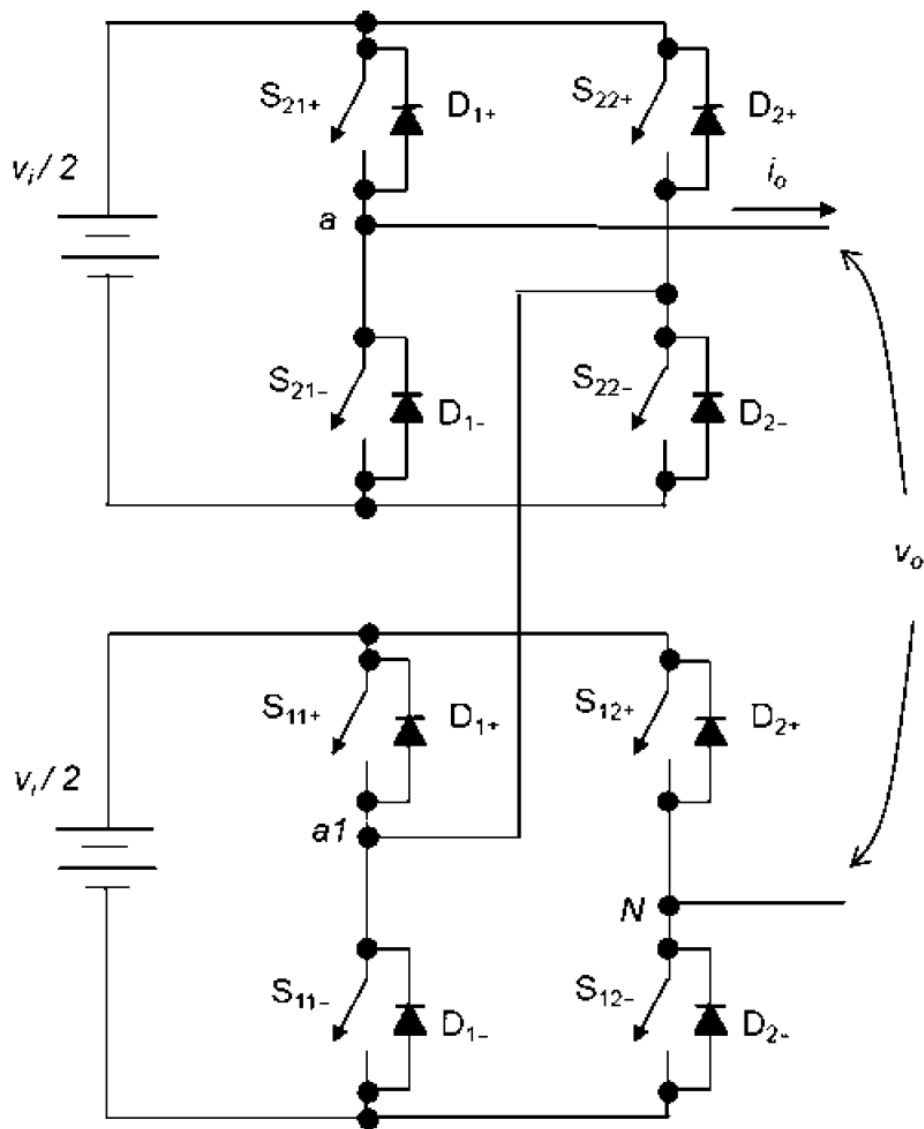 S₂₁₊ D₁₊ S₂₂₊ D₂₊
vᵢ / 2
iₒ
a
S₂₁₋ D₁₋ S₂₂₋ D₂₋
vₒ
S₁₁₊ D₁₊ S₁₂₊ D₂₊
vᵢ / 2
a1
N
S₁₁₋ D₁₋ S₁₂₋ D₂₋